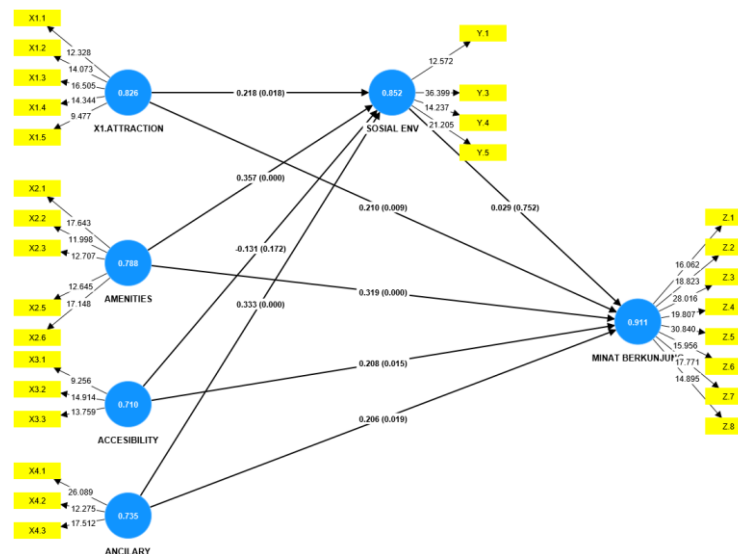 X1.1
12.328
X1.2
14.073
X1.3
16.505
X1.4
14.344
X1.5
9.477
0.826
X1.ATTRACTION
0.218 (0.018)
0.852
SOSIAL ENV
Y.1
12.572
36.399
Y.3
14.237
Y.4
21.205
Y.5
0.357 (0.000)
0.210 (0.009)
0.029 (0.752)
-0.131 (0.172)
0.333 (0.000)
X2.1
17.643
X2.2
11.998
X2.3
12.707
X2.5
12.645
X2.6
17.148
0.788
AMENITIES
0.319 (0.000)
X3.1
9.256
X3.2
14.914
X3.3
13.759
0.710
ACCESIBILITY
0.208 (0.015)
X4.1
26.089
X4.2
12.275
X4.3
17.512
0.735
ANCILARY
0.206 (0.019)
0.911
MINAT BERKUNJUNG
Z.1
16.062
Z.2
18.823
Z.3
28.016
Z.4
19.807
Z.5
30.840
Z.6
15.956
Z.7
17.771
Z.8
14.895